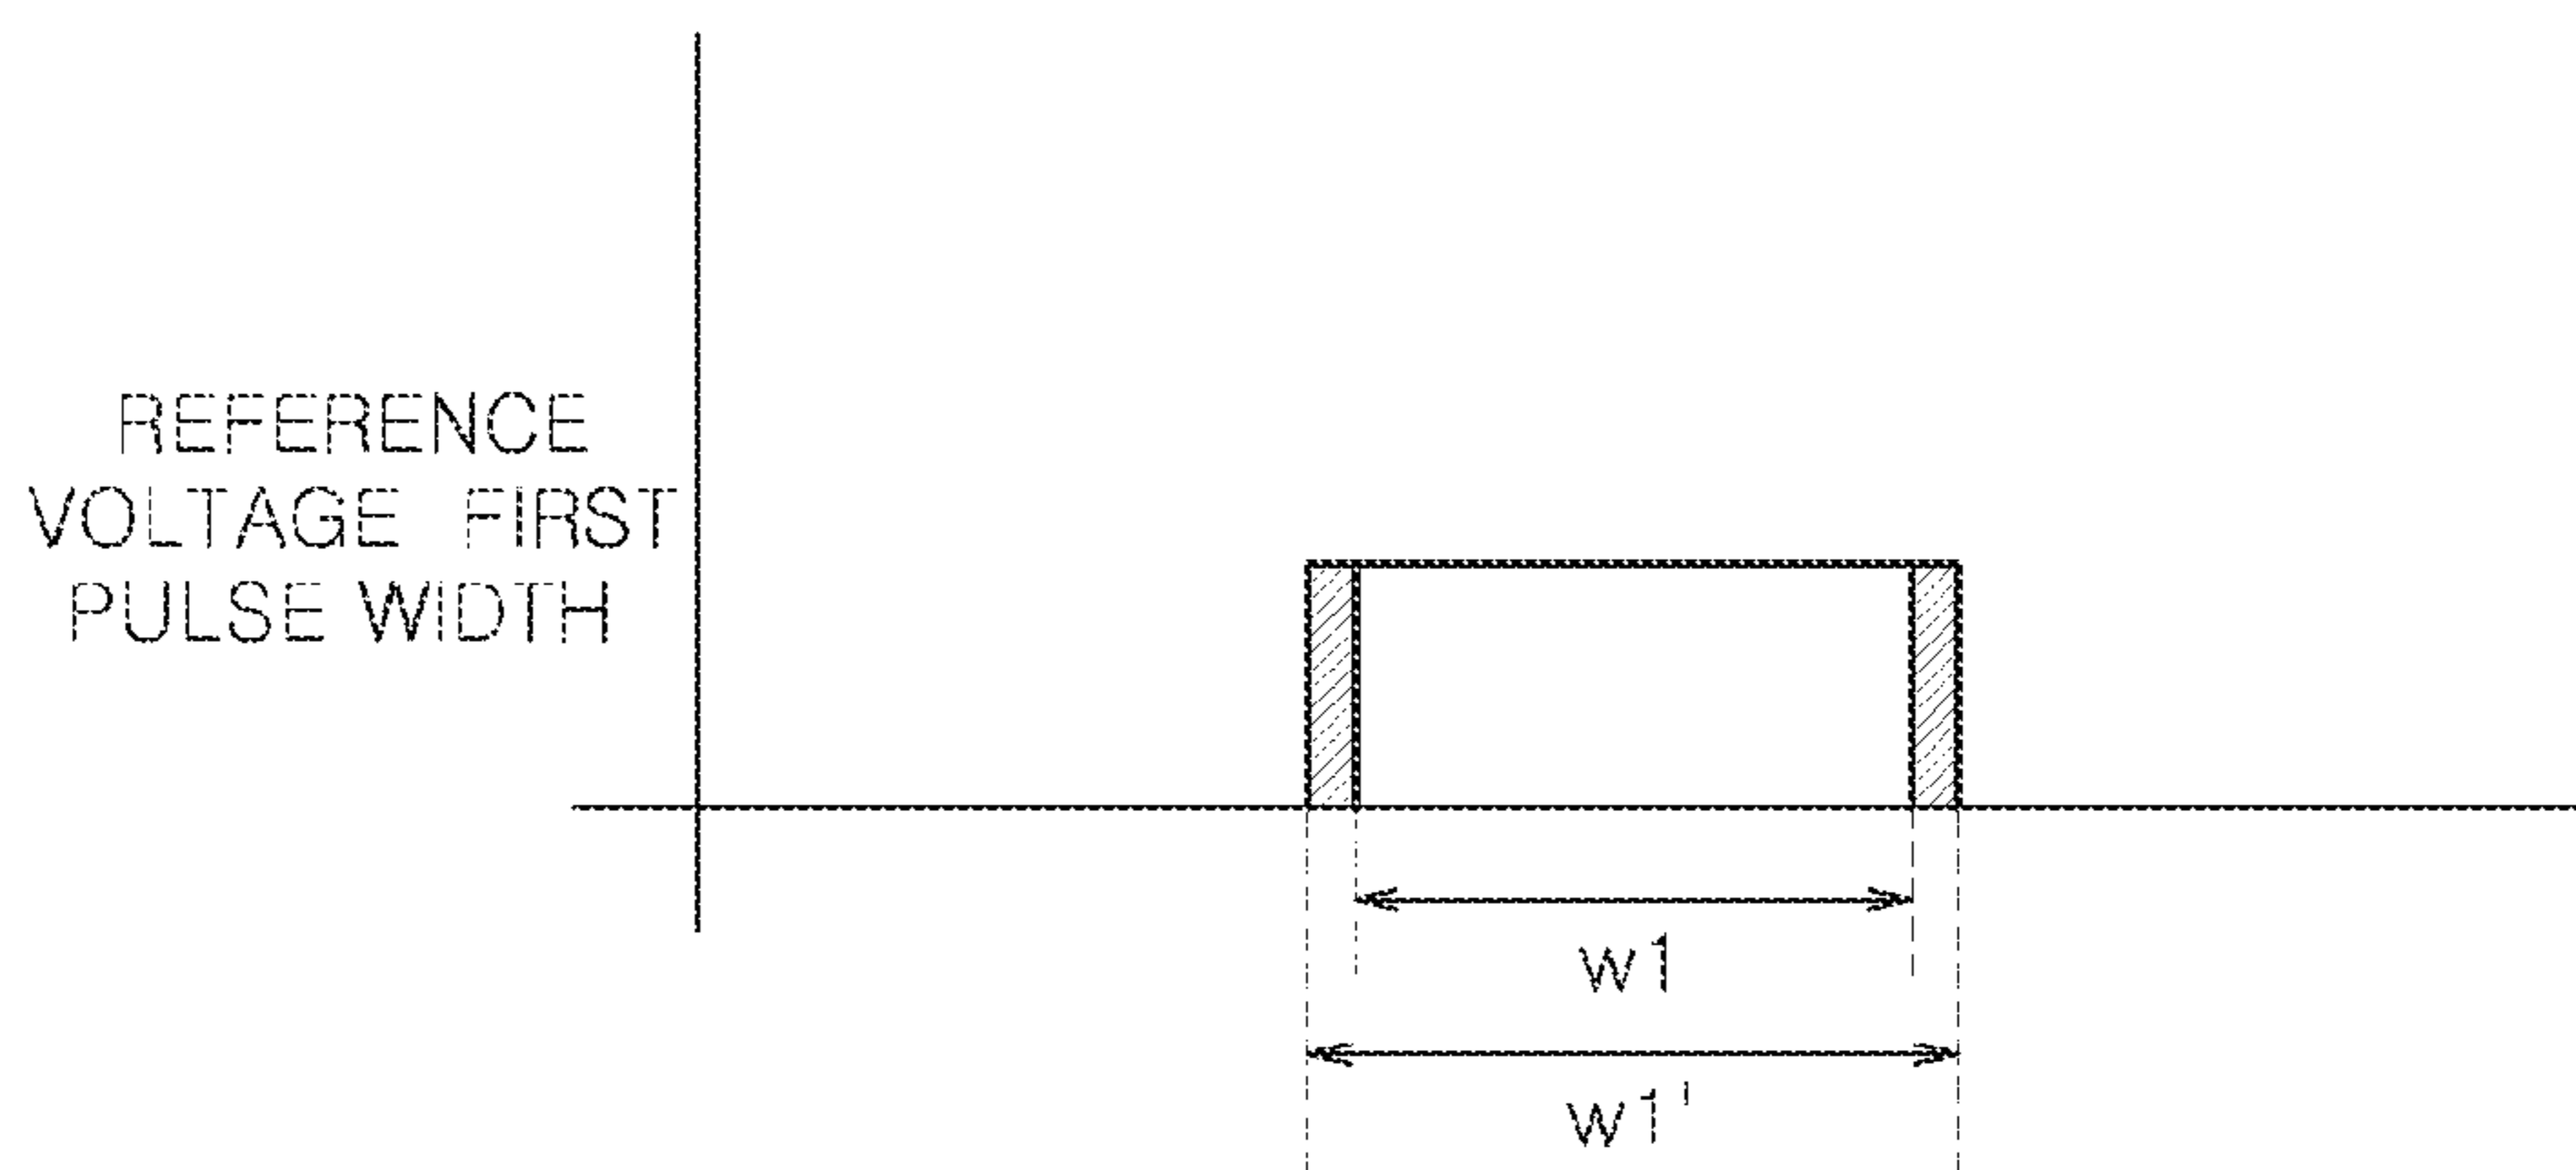 REFERENCE
VOLTAGE FIRST
PULSE WIDTH
w1
w1'